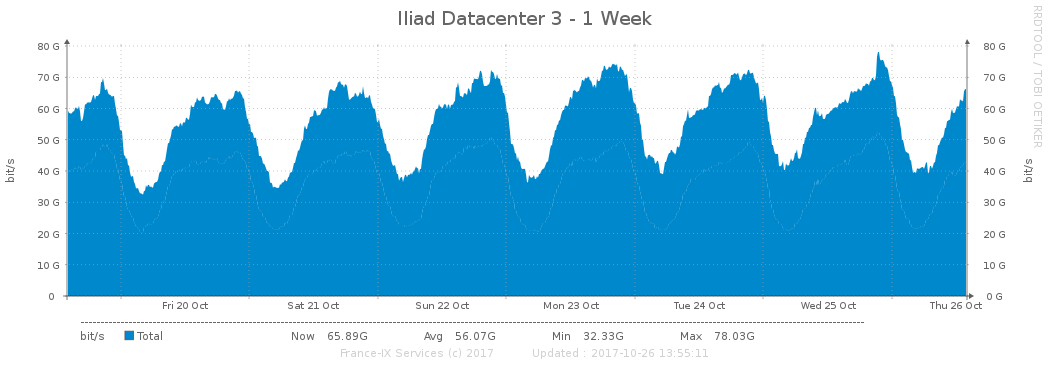 Iliad Datacenter 3 - 1 Week
RRDTOOL / TOBI OETIKER
80 G 80 G
70 G 70 G
60 G 60 G
50 G 50 G
40 G 40 G
30 G 30 G
20 G 20 G
10 G 10 G
0 0 G
bit/s bit/s
Fri 20 Oct Sat 21 Oct Sun 22 Oct Mon 23 Oct Tue 24 Oct Wed 25 Oct Thu 26 Oct
bit/s Total Now 65.89G Avg 56.07G Min 32.33G Max 78.03G
France-IX Services (c) 2017 Updated : 2017-10-26 13:55:11